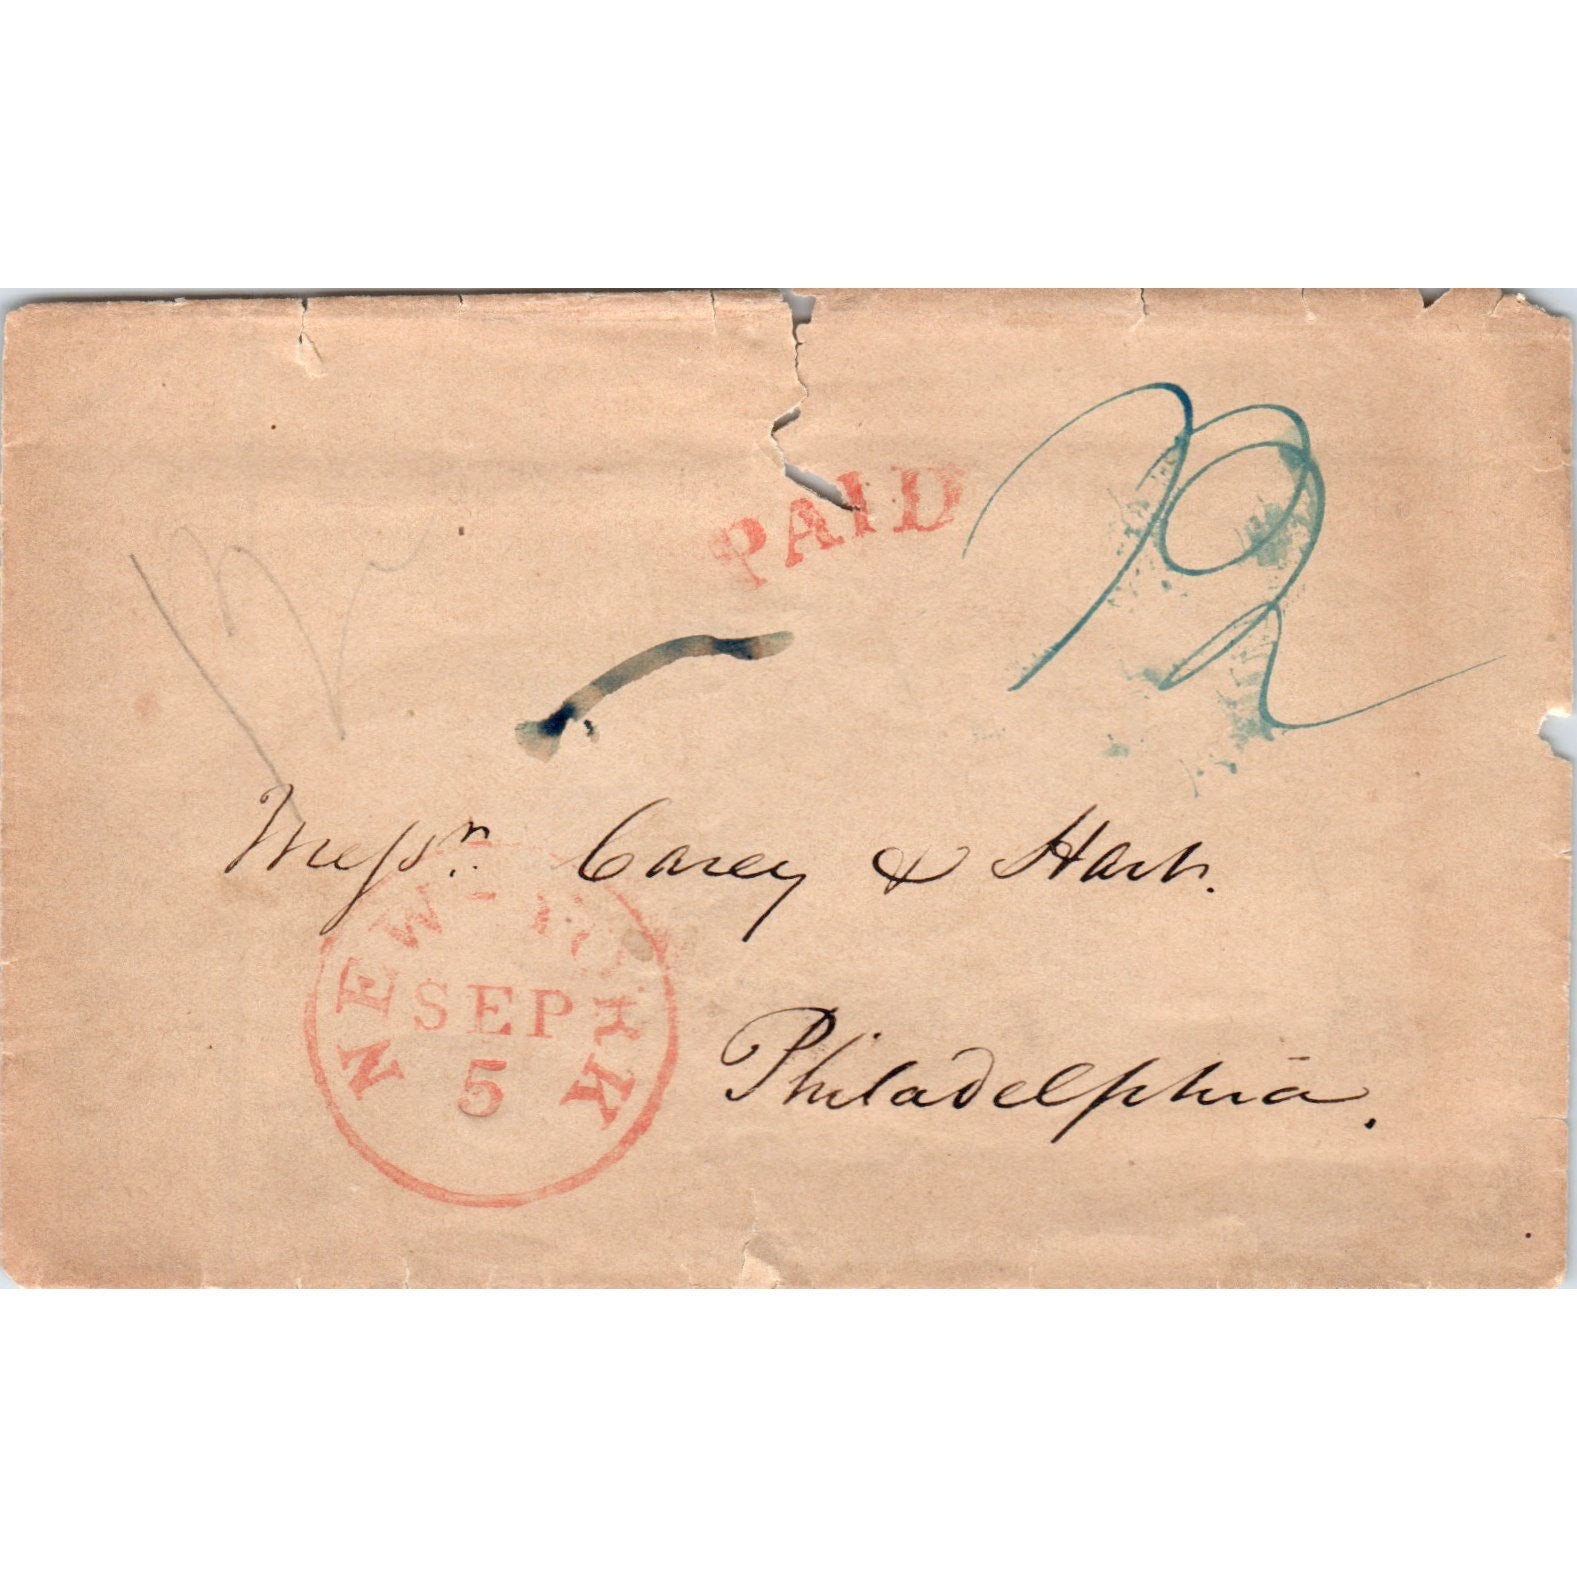 PAID
Messrs. Carey & Hart.
NEW-YORK
SEP
5
Philadelphia.